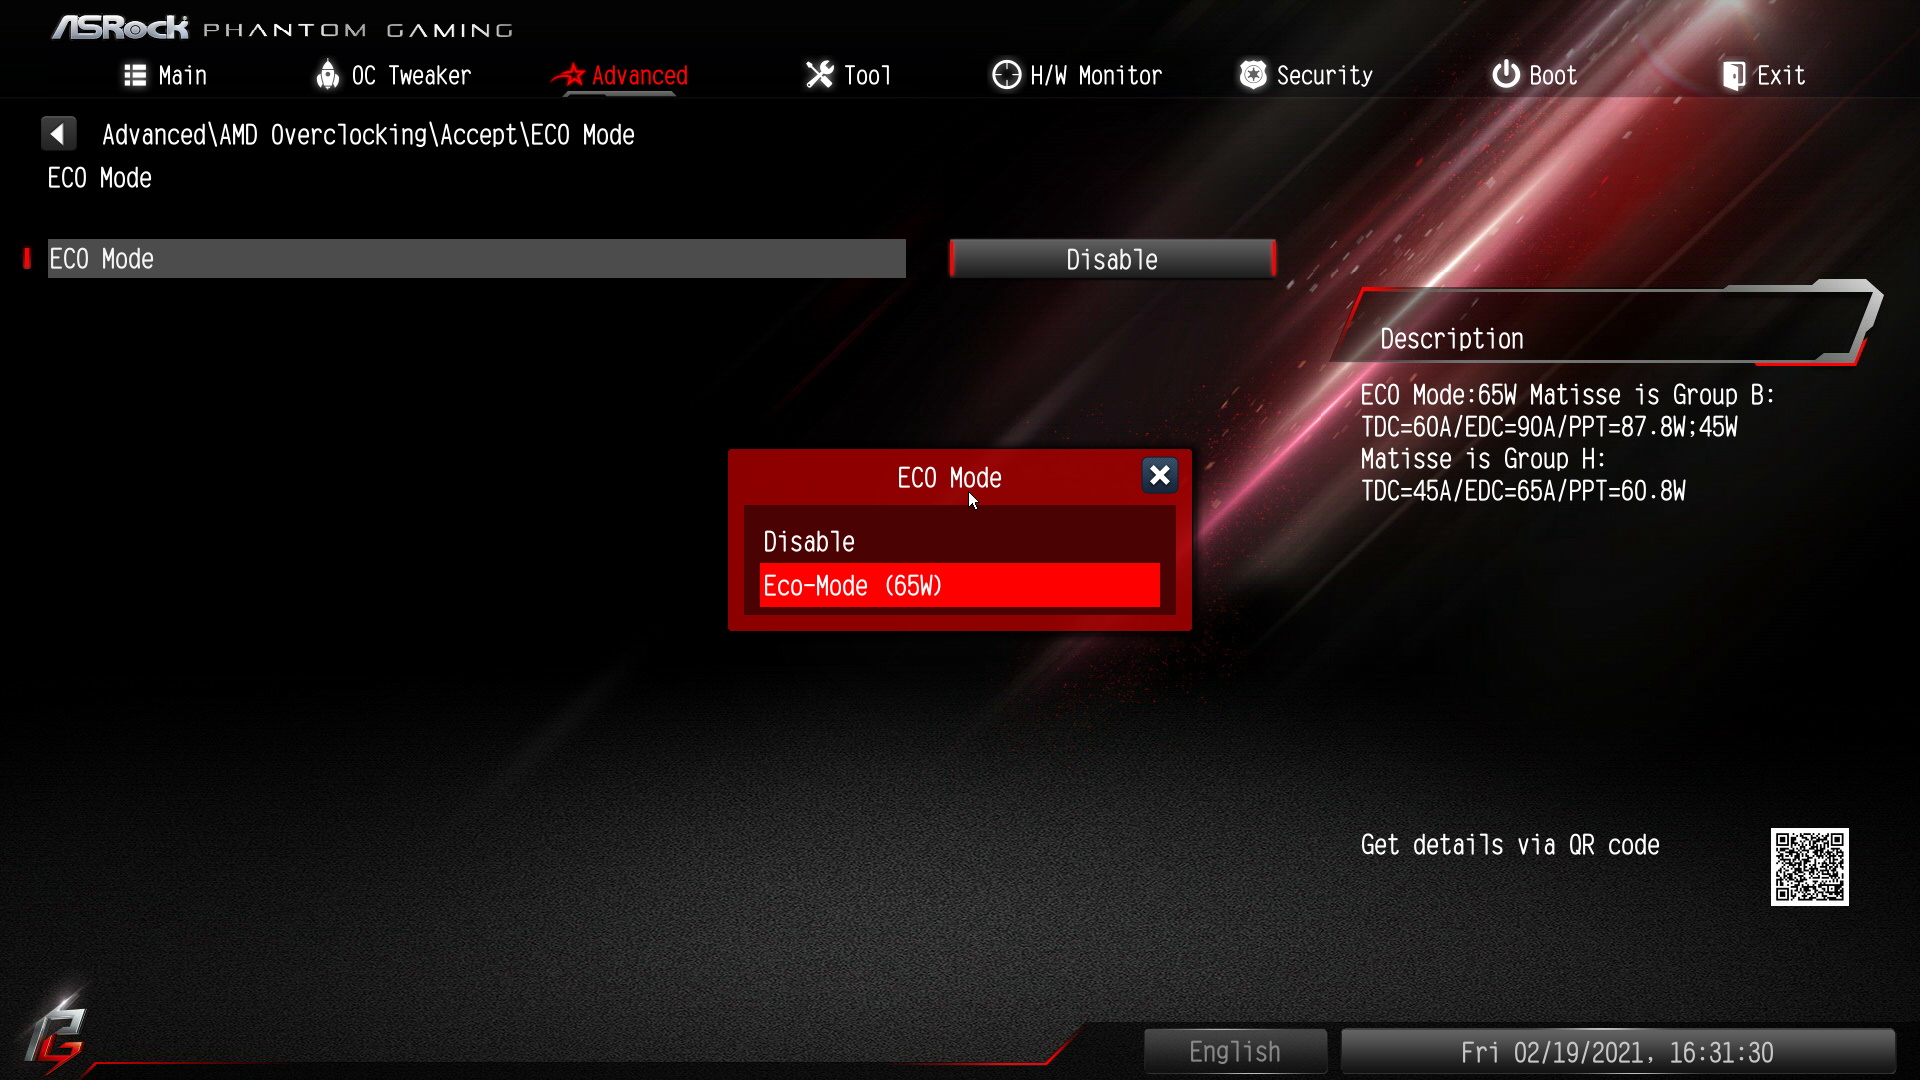 ASRock PHANTOM GAMING
Main OC Tweaker Advanced Tool H/W Monitor Security Boot Exit
Advanced\AMD Overclocking\Accept\ECO Mode
ECO Mode
ECO Mode Disable
Description
ECO Mode:65W Matisse is Group B:
TDC=60A/EDC=90A/PPT=87.8W;45W
Matisse is Group H:
TDC=45A/EDC=65A/PPT=60.8W
ECO Mode
Disable
Eco-Mode (65W)
Get details via QR code
English Fri 02/19/2021, 16:31:30